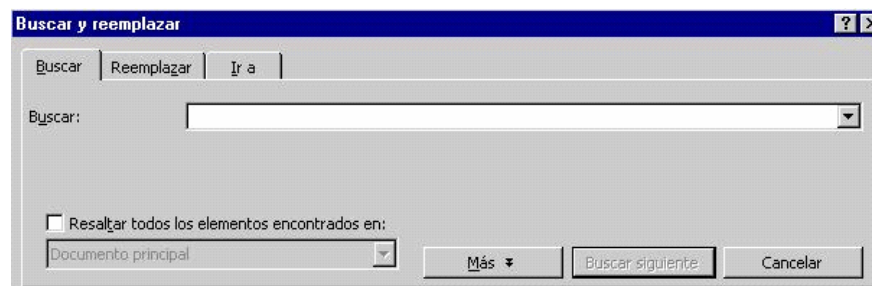 Buscar y reemplazar
Buscar Reemplazar Ir a
Buscar:
Resaltar todos los elementos encontrados en:
Documento principal
Más Buscar siguiente Cancelar